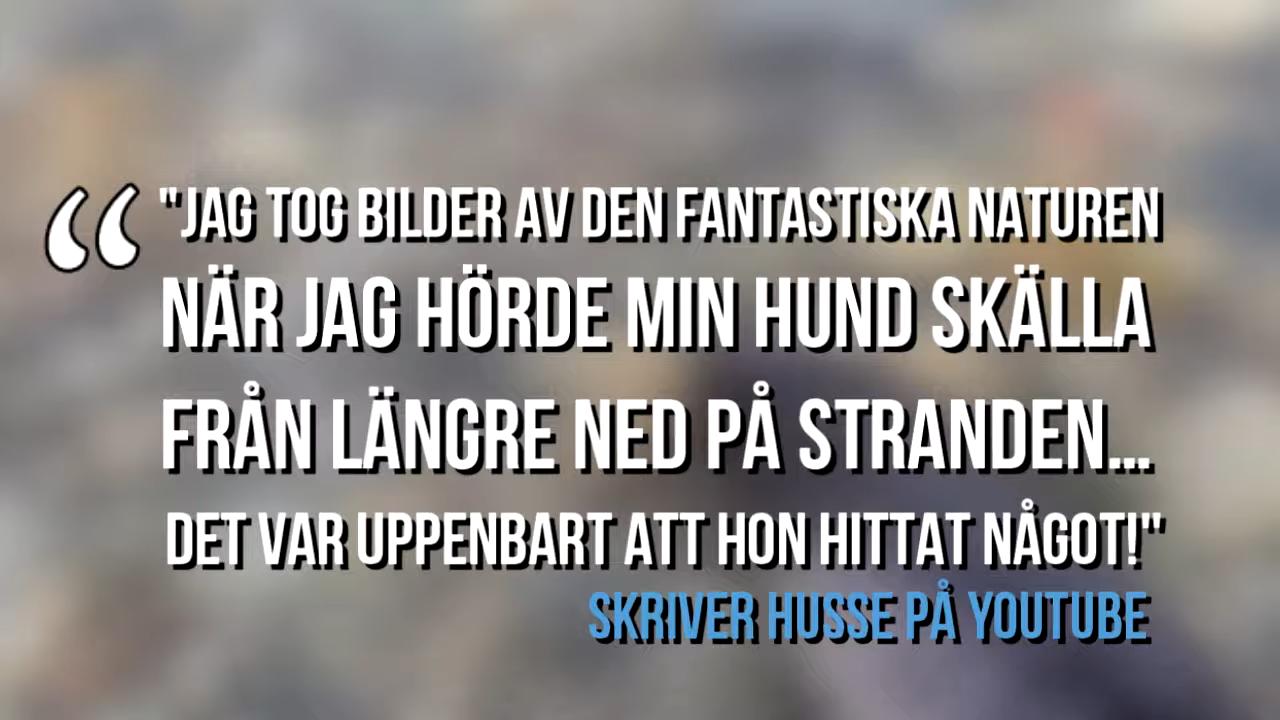 "JAG TOG BILDER AV DEN FANTASTISKA NATUREN
NÄR JAG HÖRDE MIN HUND SKÄLLA
FRÅN LÄNGRE NED PÅ STRANDEN...
DET VAR UPPENBART ATT HON HITTAT NÅGOT!"
SKRIVER HUSSE PÅ YOUTUBE